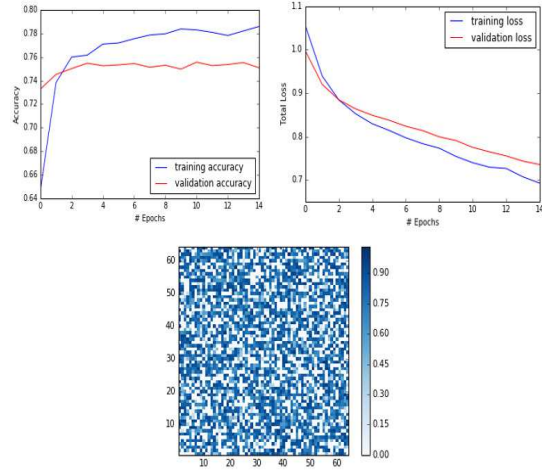 0.80
0.78
0.76
0.74
0.72
0.70
0.68
0.66
0.64
Accuracy
training accuracy
validation accuracy
0 2 4 6 8 10 12 14
# Epochs
1.1
1.0
0.9
0.8
0.7
Total Loss
training loss
validation loss
0 2 4 6 8 10 12 14
# Epochs
60
50
40
30
20
10
10 20 30 40 50 60
0.90
0.75
0.60
0.45
0.30
0.15
0.00